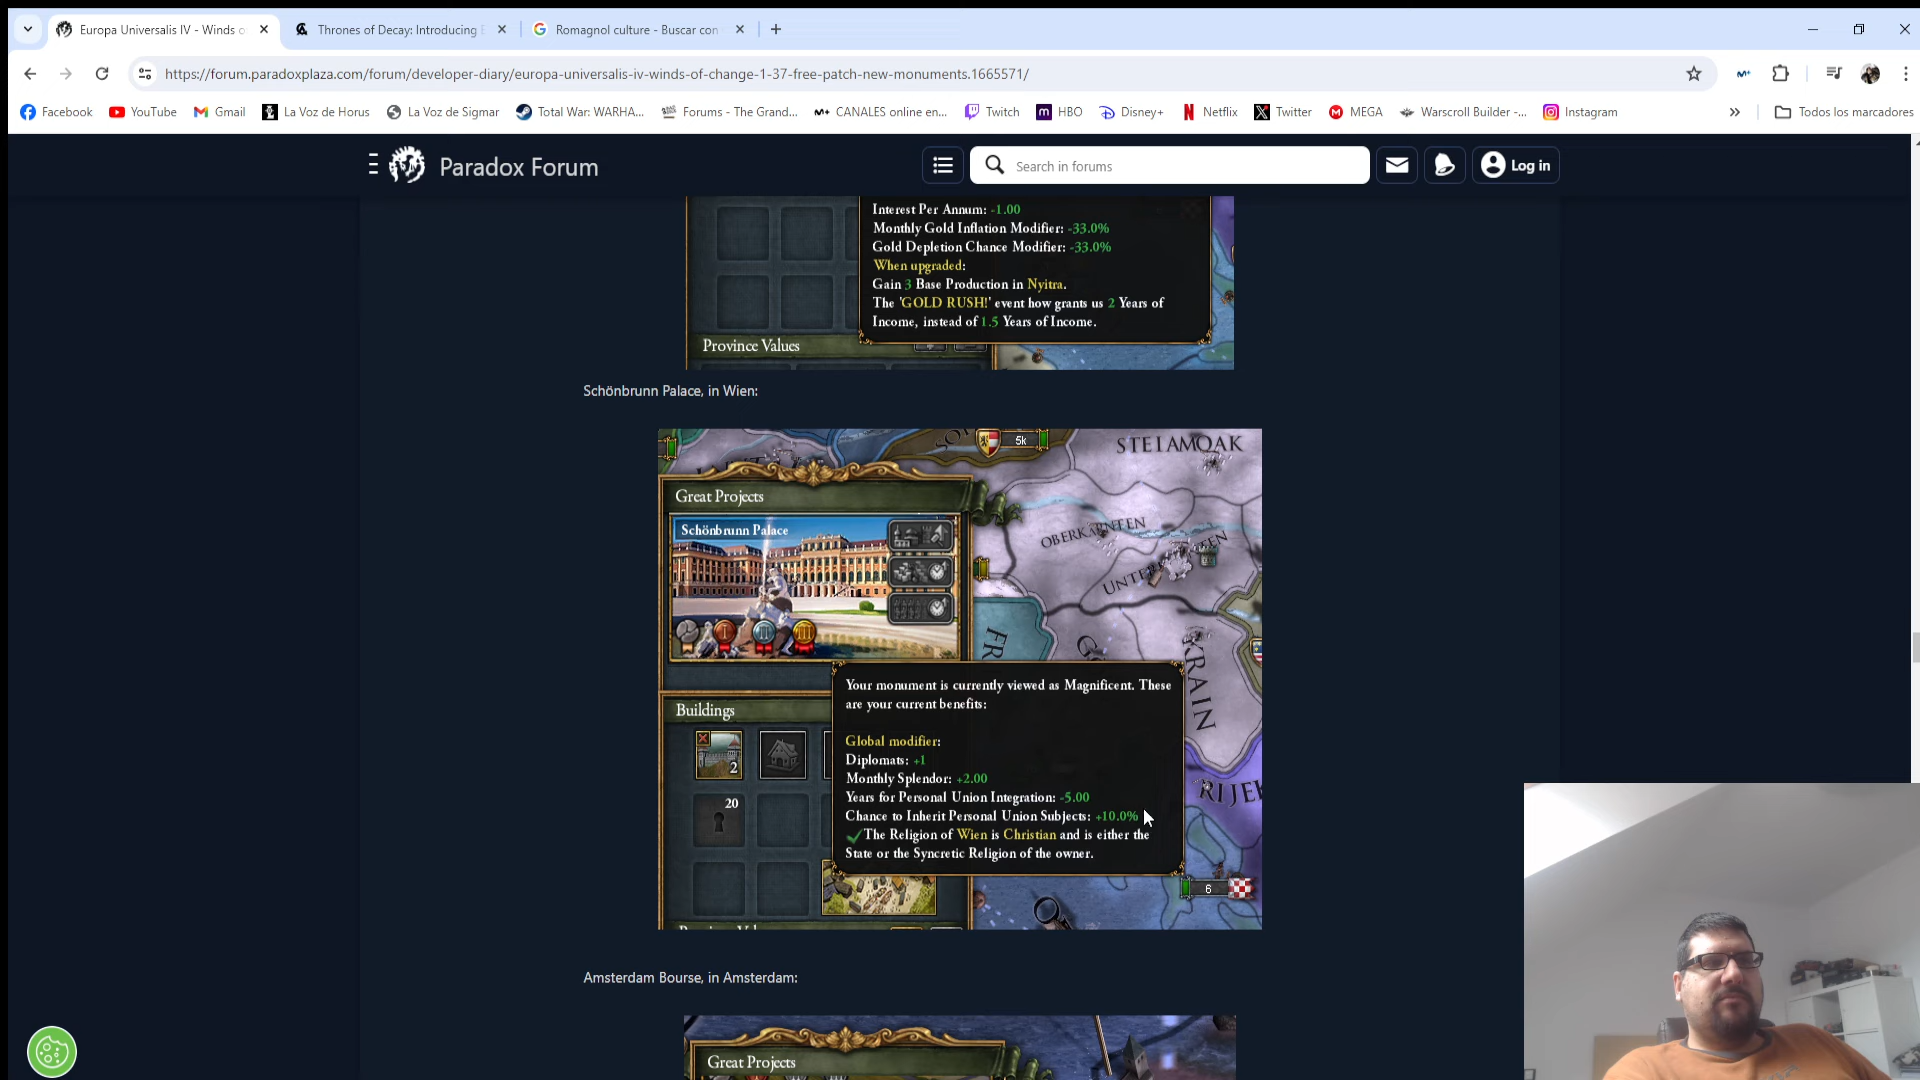 Europa Universalis IV - Winds o
Thrones of Decay: Introducing E
Romagnol culture - Buscar con
https://forum.paradoxplaza.com/forum/developer-diary/europa-universalis-iv-winds-of-change-1-37-free-patch-new-monuments.1665571/
Facebook
YouTube
Gmail
La Voz de Horus
La Voz de Sigmar
Total War: WARHA...
Forums - The Grand...
CANALES online en...
Twitch
HBO
Disney+
Netflix
Twitter
MEGA
Warscroll Builder -...
Instagram
Todos los marcadores
Paradox Forum
Search in forums
Log in
Interest Per Annum: -1.00
Monthly Gold Inflation Modifier: -33.0%
Gold Depletion Chance Modifier: -33.0%
When upgraded:
Gain 3 Base Production in Nyitra.
The 'GOLD RUSH!' event how grants us 2 Years of
Income, instead of 1.5 Years of Income.
Province Values
Schönbrunn Palace, in Wien:
5k
STEIAMOAK
Great Projects
Schönbrunn Palace
OBERKÄRNTEN
KRAIN
RIJE
Your monument is currently viewed as Magnificent. These
are your current benefits:
Global modifier:
Diplomats: +1
Monthly Splendor: +2.00
Years for Personal Union Integration: -5.00
Chance to Inherit Personal Union Subjects: +10.0%
The Religion of Wien is Christian and is either the
State or the Syncretic Religion of the owner.
Buildings
2
20
6
Amsterdam Bourse, in Amsterdam:
Great Projects